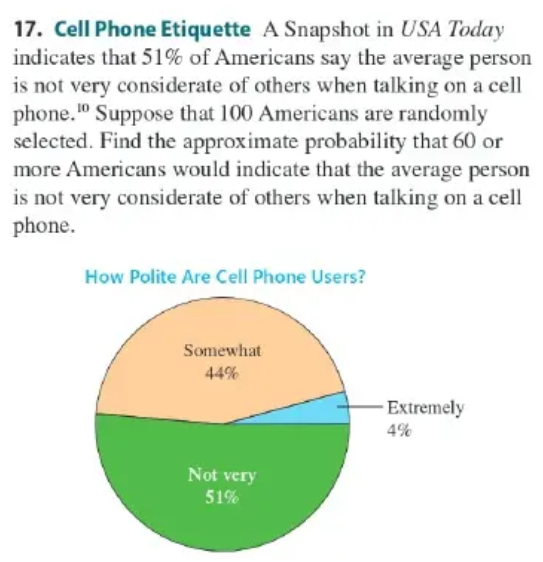 17. Cell Phone Etiquette A Snapshot in USA Today
indicates that 51% of Americans say the average person
is not very considerate of others when talking on a cell
phone.¹⁰ Suppose that 100 Americans are randomly
selected. Find the approximate probability that 60 or
more Americans would indicate that the average person
is not very considerate of others when talking on a cell
phone.
How Polite Are Cell Phone Users?
Somewhat
44%
Extremely
4%
Not very
51%